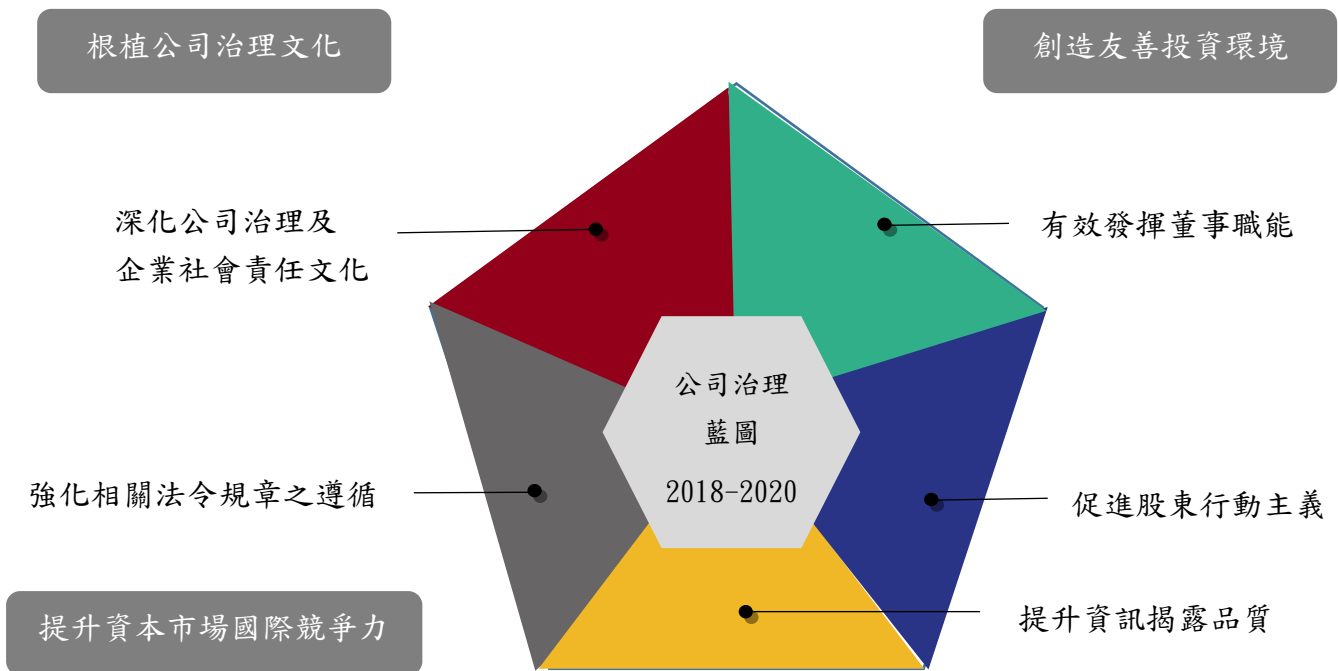 根植公司治理文化
創造友善投資環境
深化公司治理及
企業社會責任文化
有效發揮董事職能
公司治理
藍圖
2018-2020
強化相關法令規章之遵循
促進股東行動主義
提升資本市場國際競爭力
提升資訊揭露品質